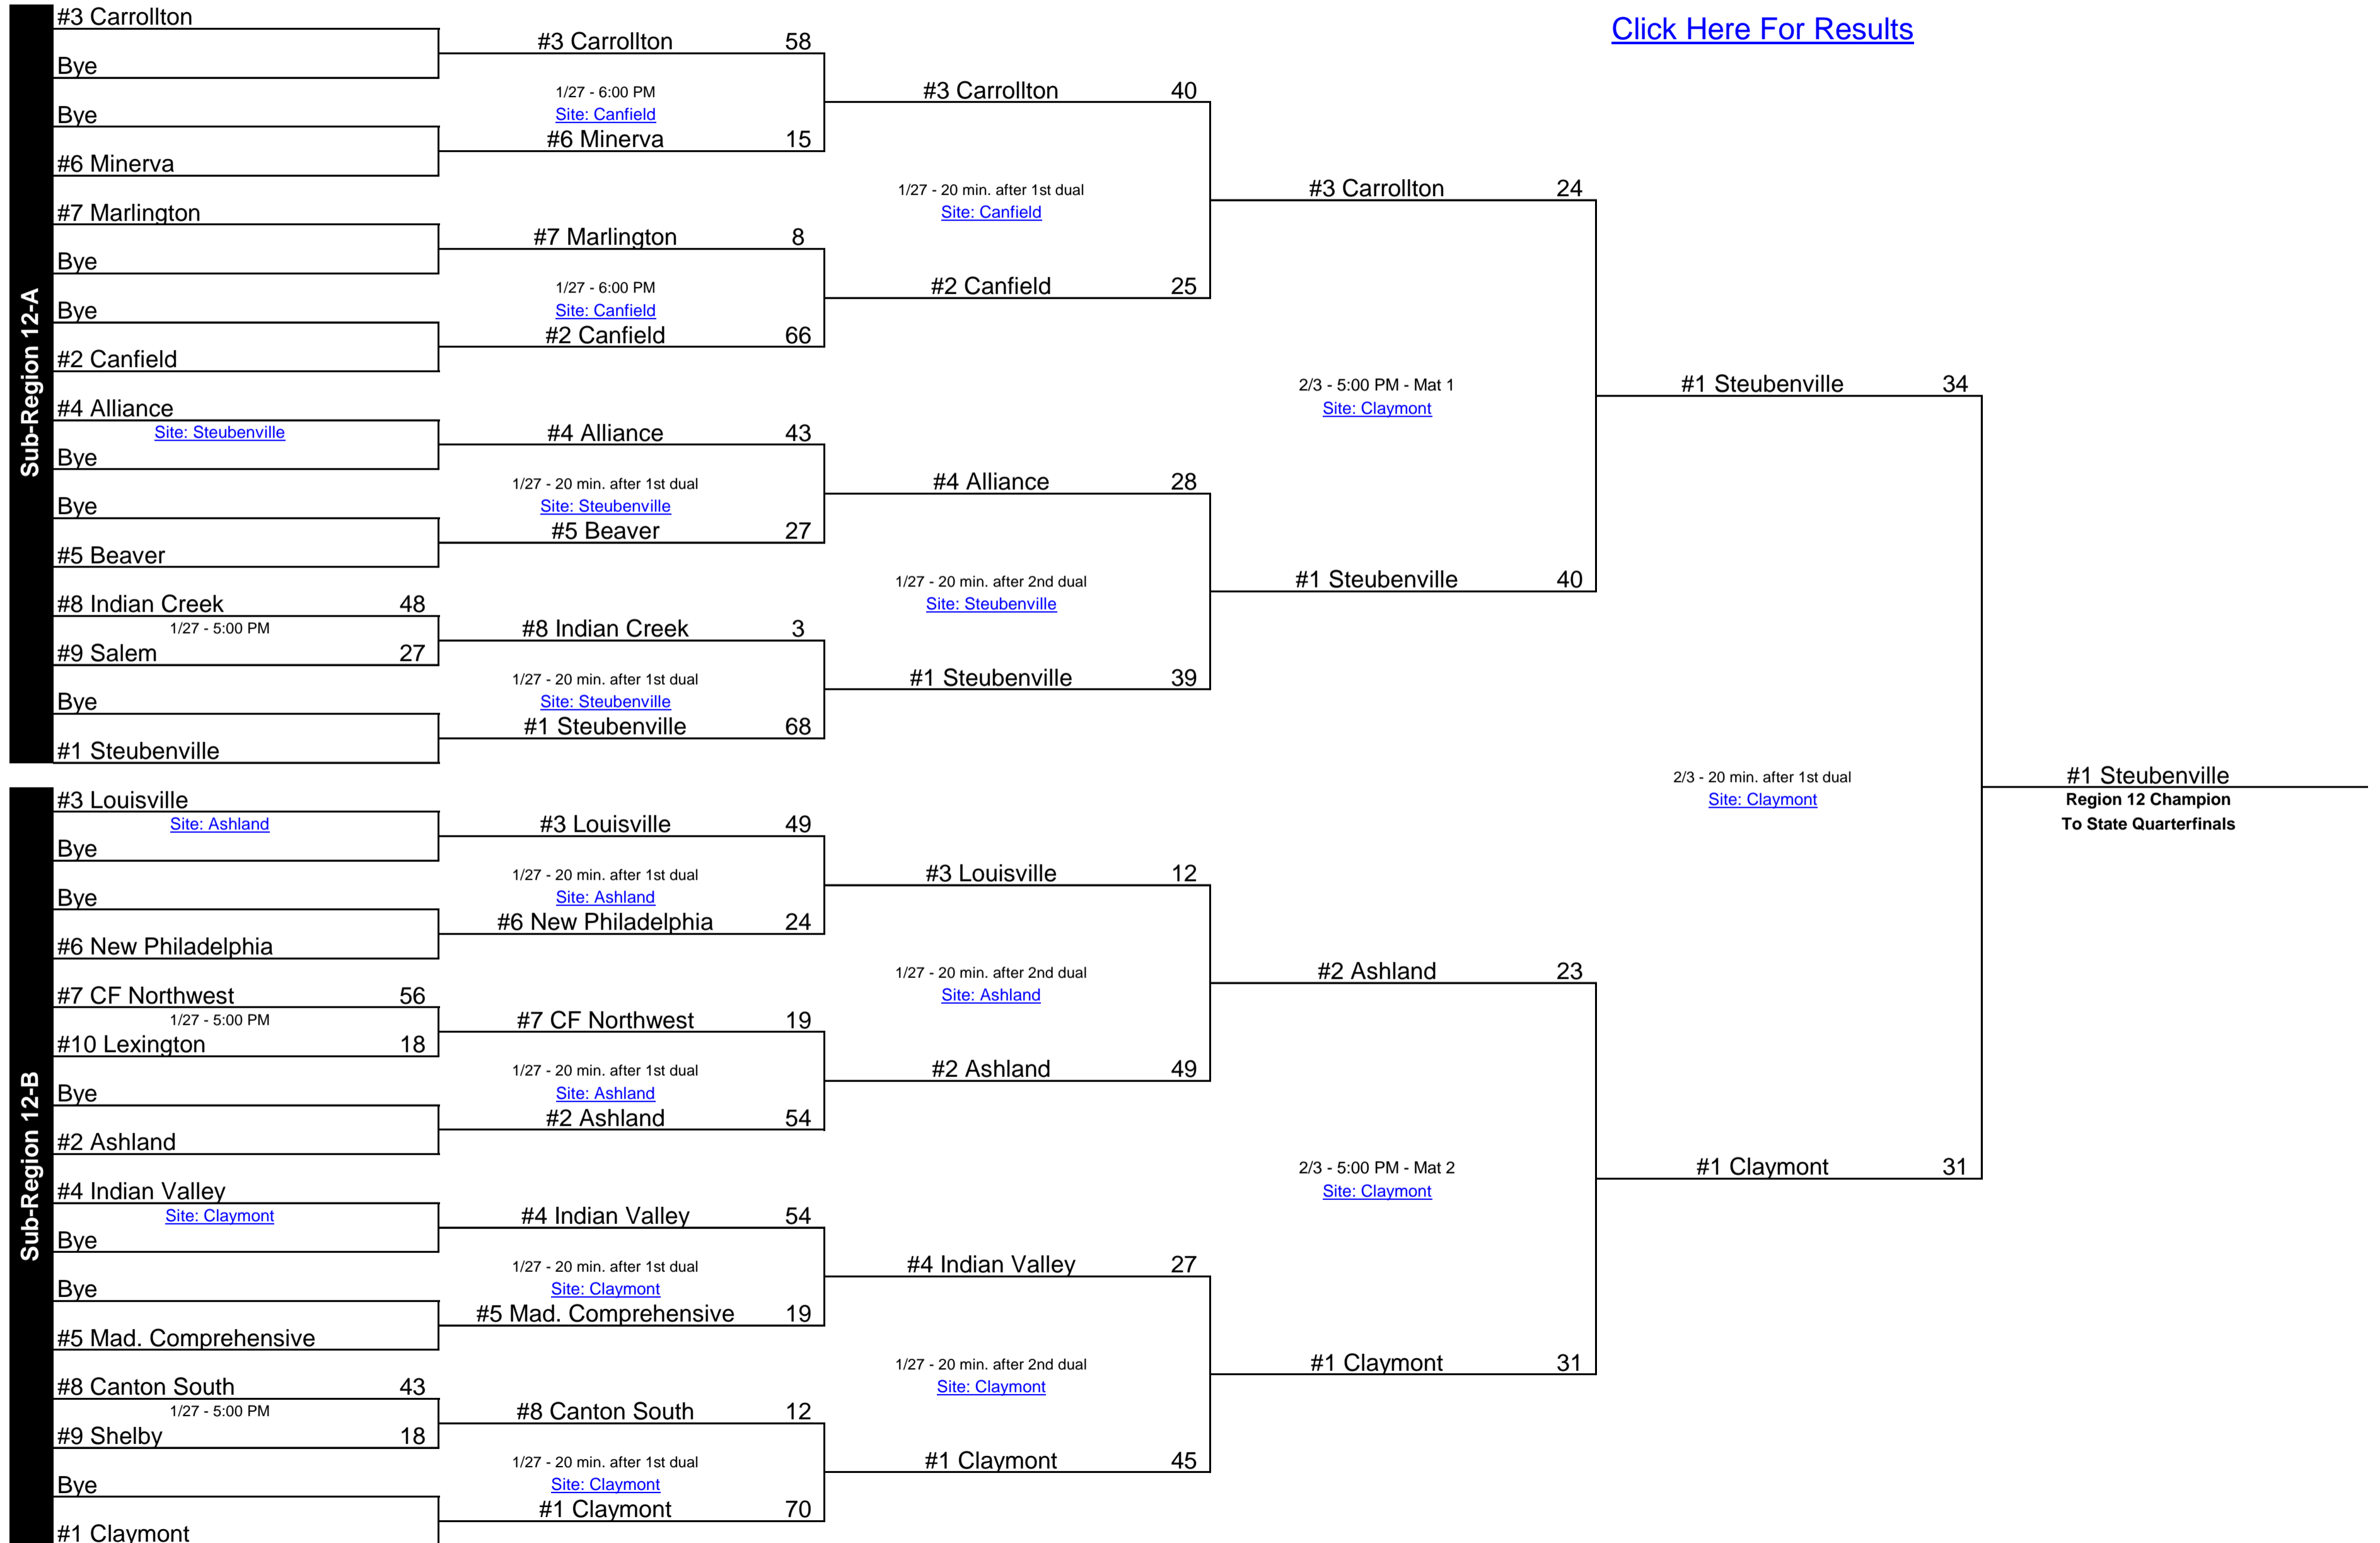 Click Here For Results
Sub-Region 12-A
#3 Carrollton
Bye
Bye
#6 Minerva
#7 Marlington
Bye
Bye
#2 Canfield
#4 Alliance
Site: Steubenville
Bye
Bye
#5 Beaver
#8 Indian Creek 48
1/27 - 5:00 PM
#9 Salem 27
Bye
#1 Steubenville
#3 Carrollton 58
1/27 - 6:00 PM
Site: Canfield
#6 Minerva 15
#7 Marlington 8
1/27 - 6:00 PM
Site: Canfield
#2 Canfield 66
#4 Alliance 43
1/27 - 20 min. after 1st dual
Site: Steubenville
#5 Beaver 27
#8 Indian Creek 3
1/27 - 20 min. after 1st dual
Site: Steubenville
#1 Steubenville 68
#3 Carrollton 40
1/27 - 20 min. after 1st dual
Site: Canfield
#2 Canfield 25
#4 Alliance 28
1/27 - 20 min. after 2nd dual
Site: Steubenville
#1 Steubenville 39
#3 Carrollton 24
2/3 - 5:00 PM - Mat 1
Site: Claymont
#1 Steubenville 40
Sub-Region 12-B
#3 Louisville
Site: Ashland
Bye
Bye
#6 New Philadelphia
#7 CF Northwest 56
1/27 - 5:00 PM
#10 Lexington 18
Bye
#2 Ashland
#4 Indian Valley
Site: Claymont
Bye
Bye
#5 Mad. Comprehensive
#8 Canton South 43
1/27 - 5:00 PM
#9 Shelby 18
Bye
#1 Claymont
#3 Louisville 49
1/27 - 20 min. after 1st dual
Site: Ashland
#6 New Philadelphia 24
#7 CF Northwest 19
1/27 - 20 min. after 1st dual
Site: Ashland
#2 Ashland 54
#4 Indian Valley 54
1/27 - 20 min. after 1st dual
Site: Claymont
#5 Mad. Comprehensive 19
#8 Canton South 12
1/27 - 20 min. after 1st dual
Site: Claymont
#1 Claymont 70
#3 Louisville 12
1/27 - 20 min. after 2nd dual
Site: Ashland
#2 Ashland 49
#4 Indian Valley 27
1/27 - 20 min. after 2nd dual
Site: Claymont
#1 Claymont 45
#2 Ashland 23
2/3 - 5:00 PM - Mat 2
Site: Claymont
#1 Claymont 31
#1 Steubenville 34
2/3 - 20 min. after 1st dual
Site: Claymont
#1 Claymont 31
#1 Steubenville
Region 12 Champion
To State Quarterfinals